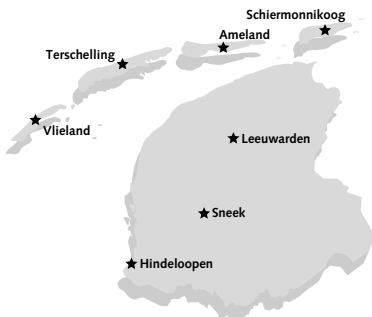 Schiermonnikoog
Ameland
Terschelling
Vlieland
Leeuwarden
Sneek
Hindeloopen